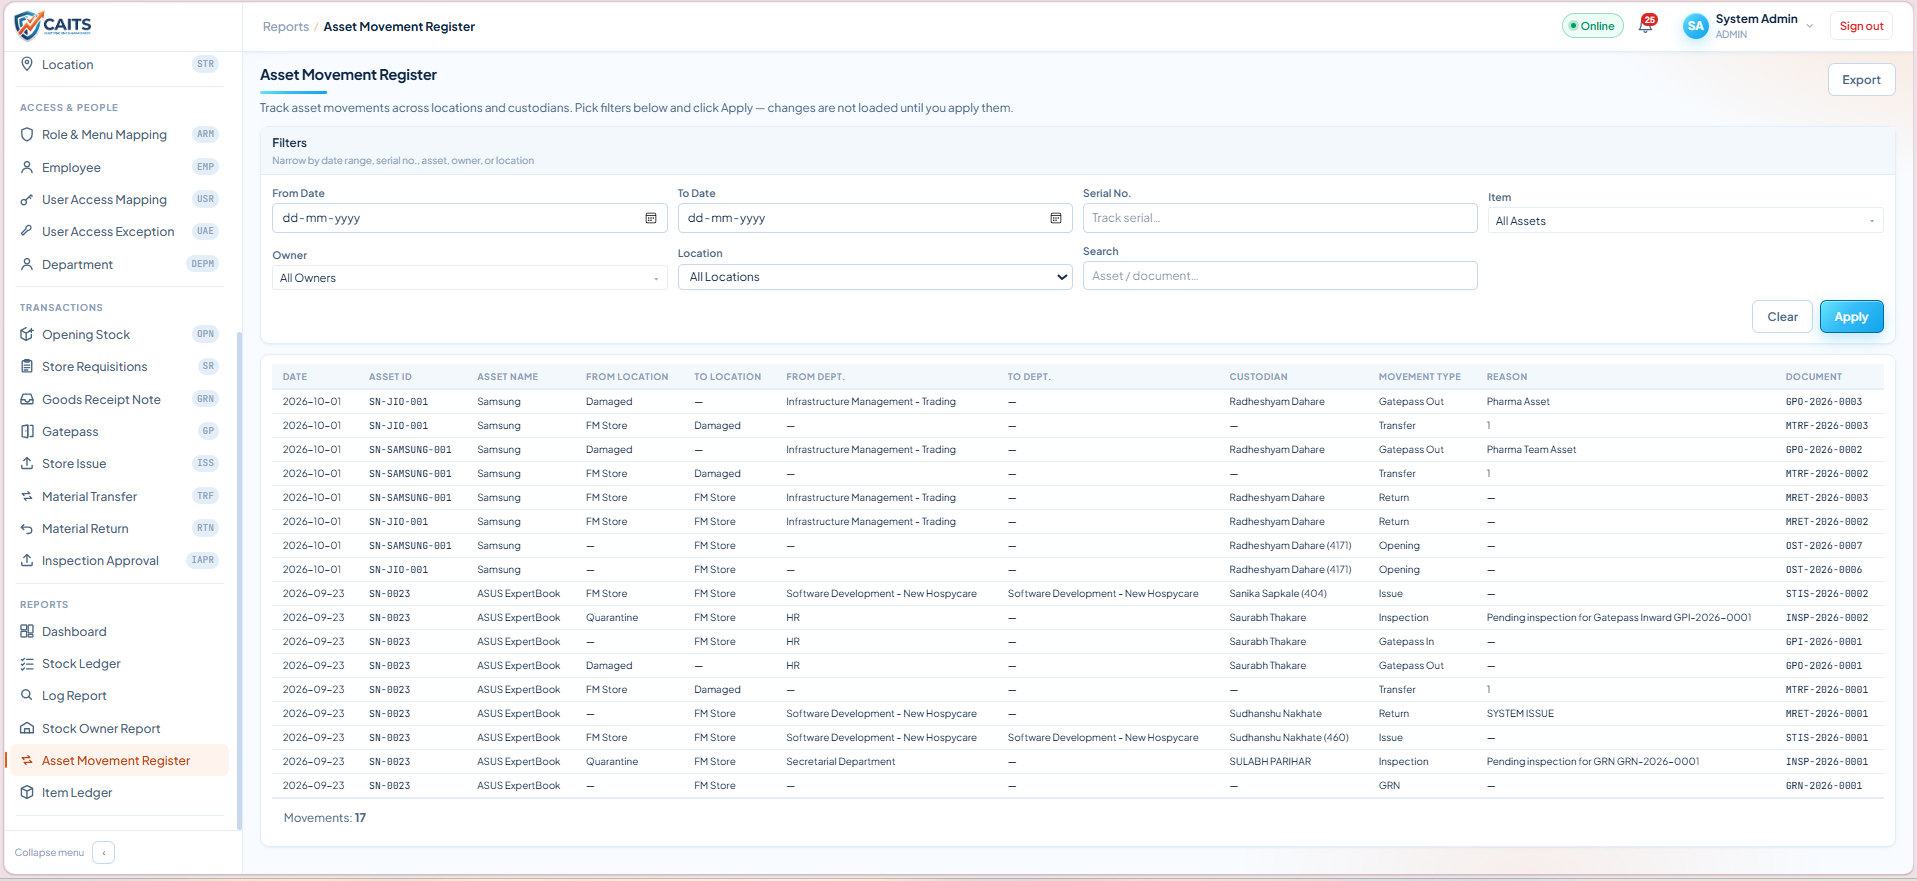 CAITS
Location STR
ACCESS & PEOPLE
Role & Menu Mapping ARM
Employee EMP
User Access Mapping USR
User Access Exception UAE
Department DEPM
TRANSACTIONS
Opening Stock OPN
Store Requisitions SR
Goods Receipt Note GRN
Gatepass GP
Store Issue ISS
Material Transfer TRF
Material Return RTN
Inspection Approval IAPR
REPORTS
Dashboard
Stock Ledger
Log Report
Stock Owner Report
Asset Movement Register
Item Ledger
Collapse menu ‹
Reports / Asset Movement Register
Online
25
SA
System Admin
ADMIN
Sign out
Asset Movement Register
Export
Track asset movements across locations and custodians. Pick filters below and click Apply — changes are not loaded until you apply them.
Filters
Narrow by date range, serial no., asset, owner, or location
From Date To Date Serial No. Item
dd-mm-yyyy dd-mm-yyyy Track serial... All Assets
Owner Location Search
All Owners All Locations Asset / document...
Clear Apply
DATE ASSET ID ASSET NAME FROM LOCATION TO LOCATION FROM DEPT. TO DEPT. CUSTODIAN MOVEMENT TYPE REASON DOCUMENT
2026-10-01 SN-JIO-001 Samsung Damaged — Infrastructure Management - Trading — Radheshyam Dahare Gatepass Out Pharma Asset GPO-2026-0003
2026-10-01 SN-JIO-001 Samsung FM Store Damaged — — — Transfer 1 MTRF-2026-0003
2026-10-01 SN-SAMSUNG-001 Samsung Damaged — Infrastructure Management - Trading — Radheshyam Dahare Gatepass Out Pharma Team Asset GPO-2026-0002
2026-10-01 SN-SAMSUNG-001 Samsung FM Store Damaged — — — Transfer 1 MTRF-2026-0002
2026-10-01 SN-SAMSUNG-001 Samsung FM Store FM Store Infrastructure Management - Trading — Radheshyam Dahare Return — MRET-2026-0003
2026-10-01 SN-JIO-001 Samsung FM Store FM Store Infrastructure Management - Trading — Radheshyam Dahare Return — MRET-2026-0002
2026-10-01 SN-SAMSUNG-001 Samsung — FM Store — — Radheshyam Dahare (4171) Opening — OST-2026-0007
2026-10-01 SN-JIO-001 Samsung — FM Store — — Radheshyam Dahare (4171) Opening — OST-2026-0006
2026-09-23 SN-0023 ASUS ExpertBook FM Store FM Store Software Development - New Hospycare Software Development - New Hospycare Sanika Sapkale (404) Issue — STIS-2026-0002
2026-09-23 SN-0023 ASUS ExpertBook Quarantine FM Store HR — Saurabh Thakare Inspection Pending inspection for Gatepass Inward GPI-2026-0001 INSP-2026-0002
2026-09-23 SN-0023 ASUS ExpertBook — FM Store HR — Saurabh Thakare Gatepass In — GPI-2026-0001
2026-09-23 SN-0023 ASUS ExpertBook Damaged — HR — Saurabh Thakare Gatepass Out — GPO-2026-0001
2026-09-23 SN-0023 ASUS ExpertBook FM Store Damaged — — — Transfer 1 MTRF-2026-0001
2026-09-23 SN-0023 ASUS ExpertBook — FM Store Software Development - New Hospycare — Sudhanshu Nakhate Return SYSTEM ISSUE MRET-2026-0001
2026-09-23 SN-0023 ASUS ExpertBook FM Store FM Store Software Development - New Hospycare Software Development - New Hospycare Sudhanshu Nakhate (460) Issue — STIS-2026-0001
2026-09-23 SN-0023 ASUS ExpertBook Quarantine FM Store Secretarial Department — SULABH PARIHAR Inspection Pending inspection for GRN GRN-2026-0001 INSP-2026-0001
2026-09-23 SN-0023 ASUS ExpertBook — FM Store — — — GRN — GRN-2026-0001
Movements: 17